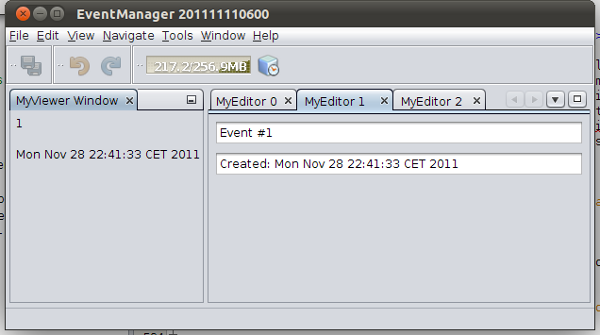 EventManager 201111110600
File Edit View Navigate Tools Window Help
217.2/256.9MB
MyViewer Window
MyEditor 0 MyEditor 1 MyEditor 2
1
Mon Nov 28 22:41:33 CET 2011
Event #1
Created: Mon Nov 28 22:41:33 CET 2011